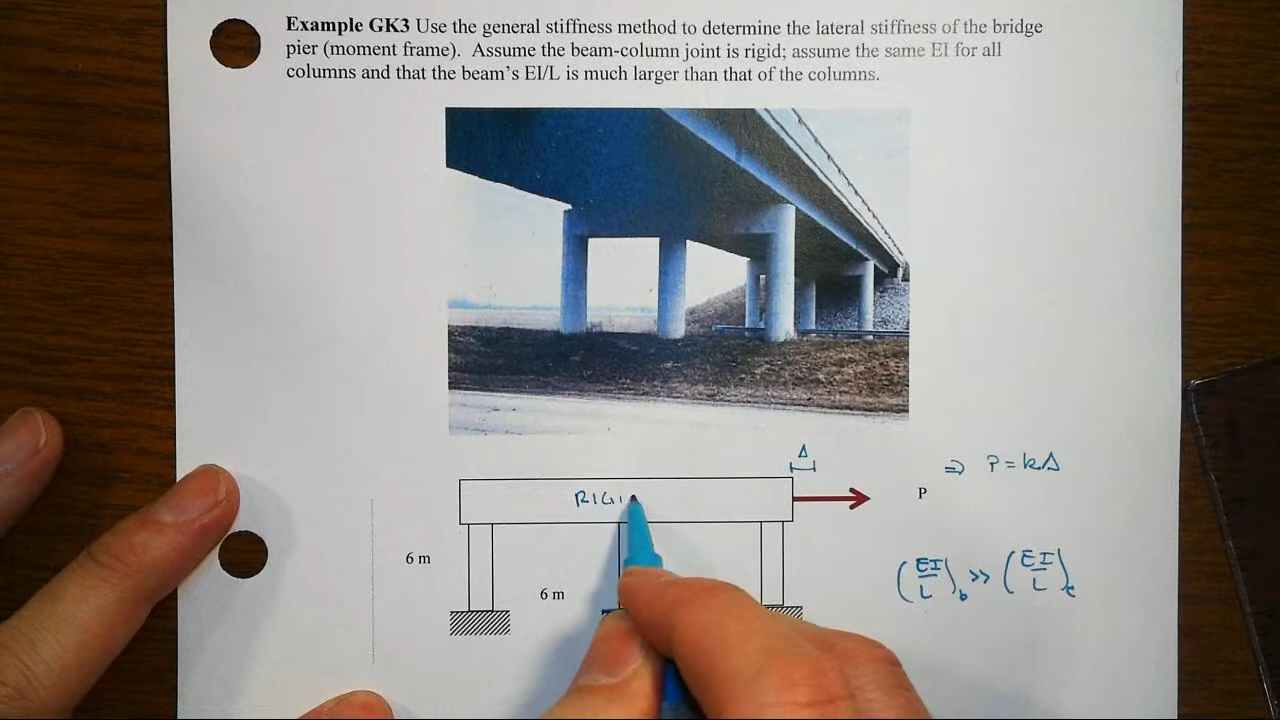 Example GK3 Use the general stiffness method to determine the lateral stiffness of the bridge
pier (moment frame). Assume the beam-column joint is rigid; assume the same EI for all
columns and that the beam's EI/L is much larger than that of the columns.
Δ
⇒ P = kΔ
RIGI
P
6 m
(EI/L)b >> (EI/L)c
6 m